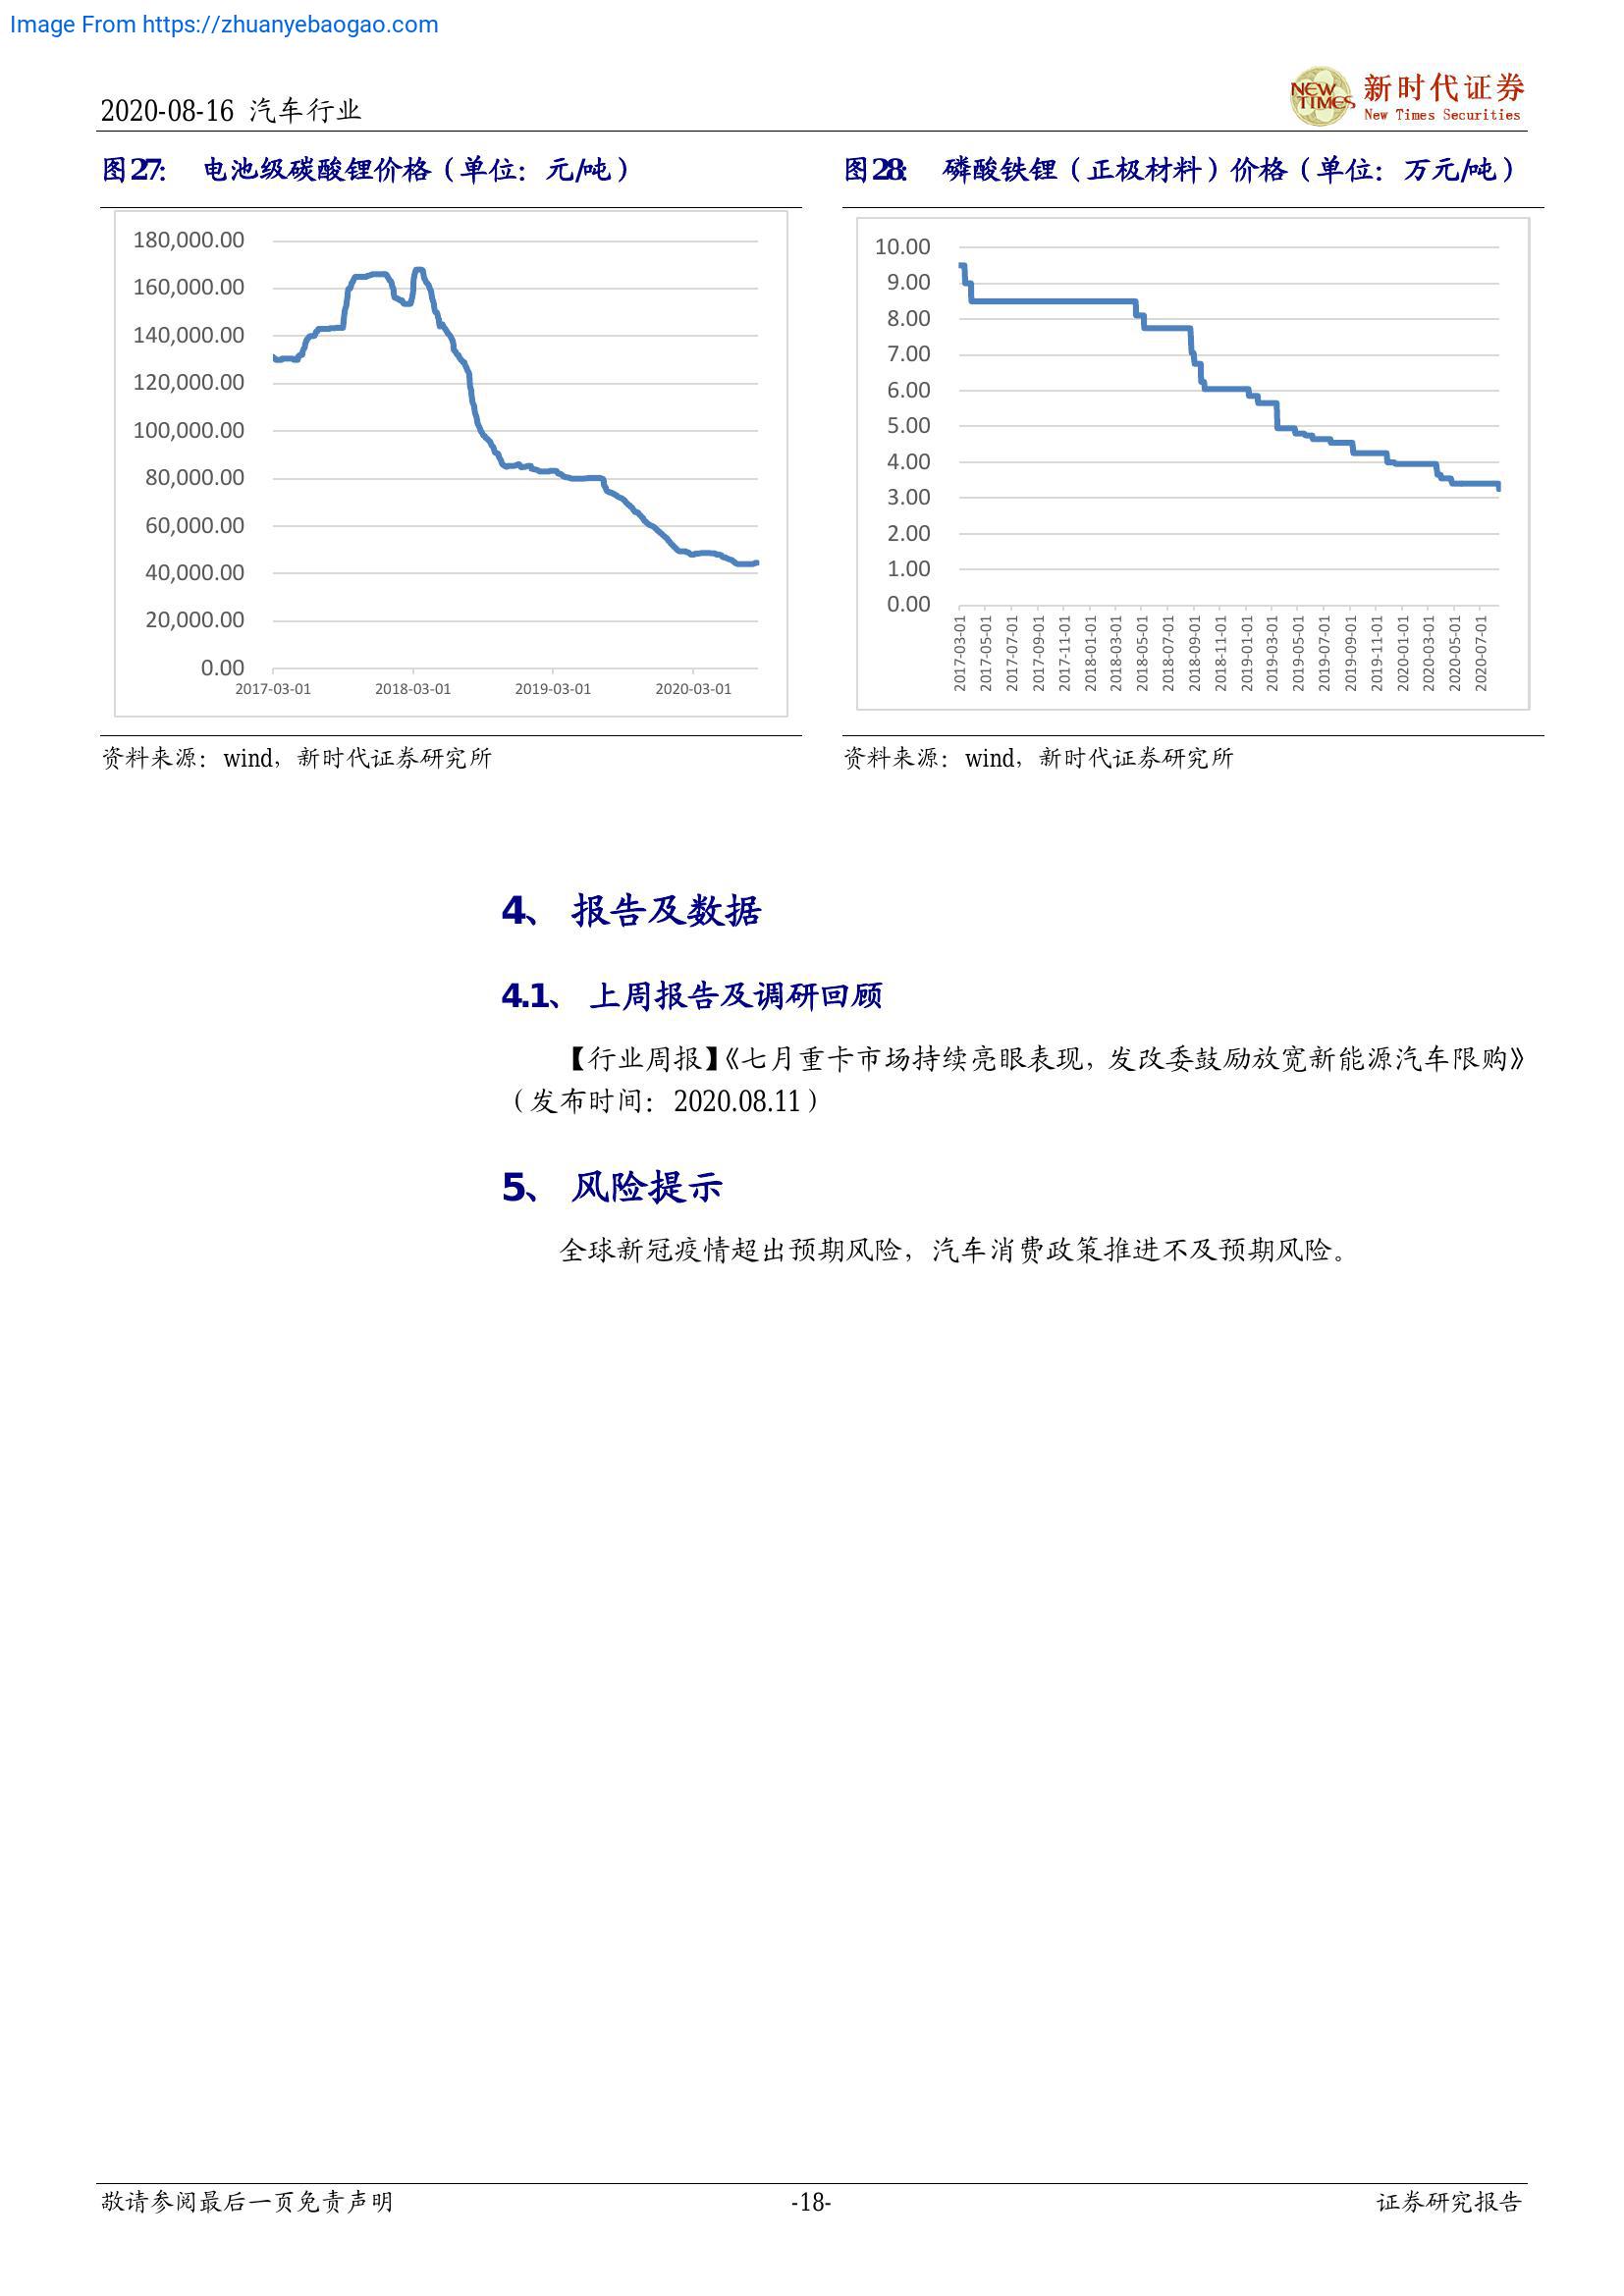 Image From https://zhuanyebaogao.com
2020-08-16 汽车行业
NEW TIMES
新时代证券
New Times Securities
图27: 电池级碳酸锂价格（单位：元/吨）
180,000.00
160,000.00
140,000.00
120,000.00
100,000.00
80,000.00
60,000.00
40,000.00
20,000.00
0.00
2017-03-01 2018-03-01 2019-03-01 2020-03-01
资料来源：wind，新时代证券研究所
图28: 磷酸铁锂（正极材料）价格（单位：万元/吨）
10.00
9.00
8.00
7.00
6.00
5.00
4.00
3.00
2.00
1.00
0.00
2017-03-01
2017-05-01
2017-07-01
2017-09-01
2017-11-01
2018-01-01
2018-03-01
2018-05-01
2018-07-01
2018-09-01
2018-11-01
2019-01-01
2019-03-01
2019-05-01
2019-07-01
2019-09-01
2019-11-01
2020-01-01
2020-03-01
2020-05-01
2020-07-01
资料来源：wind，新时代证券研究所
4、 报告及数据
4.1、 上周报告及调研回顾
【行业周报】《七月重卡市场持续亮眼表现，发改委鼓励放宽新能源汽车限购》
（发布时间：2020.08.11）
5、 风险提示
全球新冠疫情超出预期风险，汽车消费政策推进不及预期风险。
敬请参阅最后一页免责声明 -18- 证券研究报告